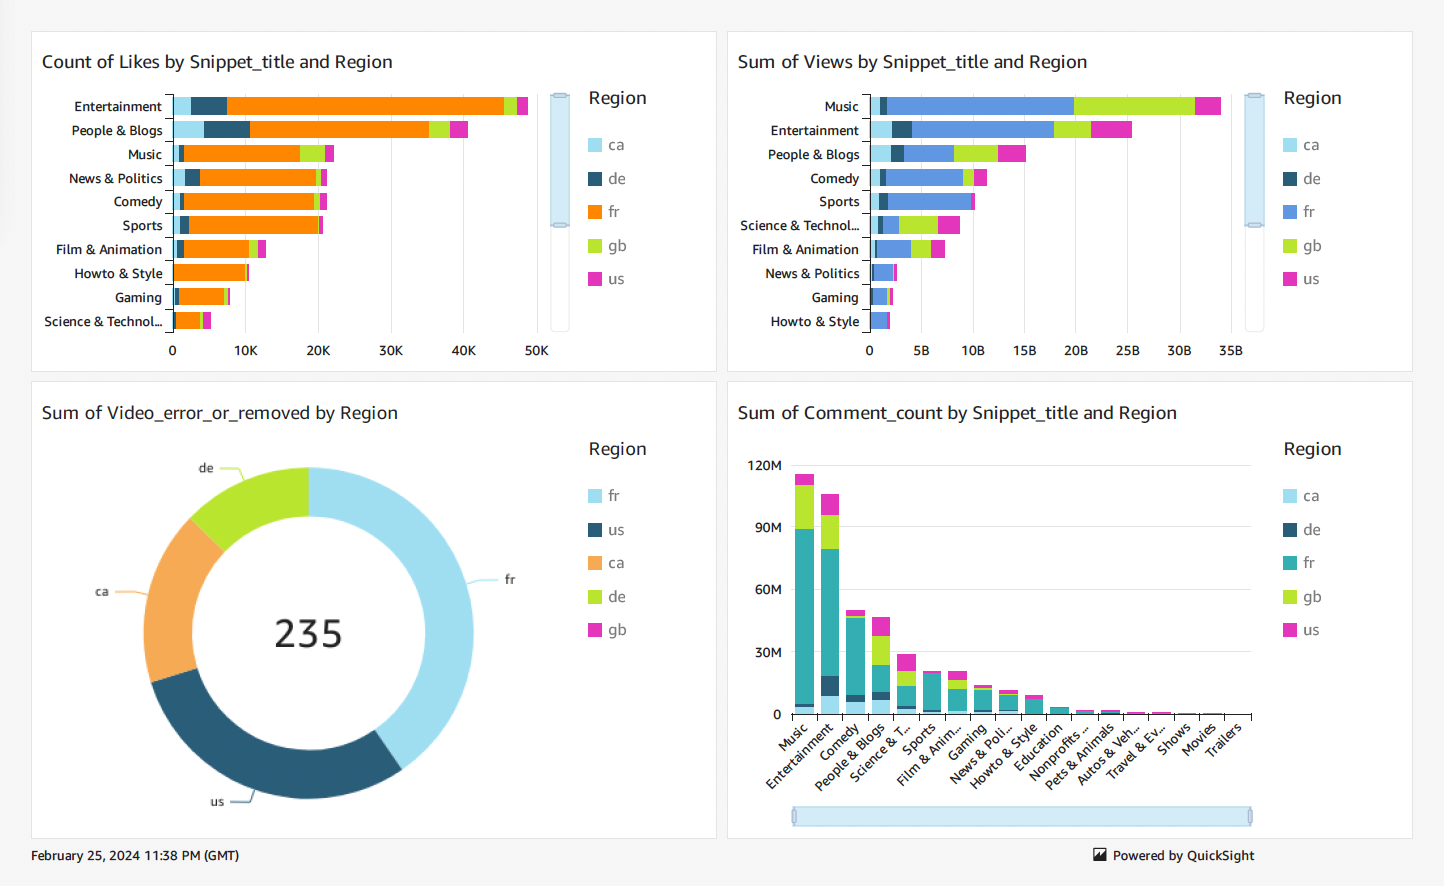 Count of Likes by Snippet_title and Region
Region
Entertainment
People & Blogs
Music
News & Politics
Comedy
Sports
Film & Animation
Howto & Style
Gaming
Science & Technol...
0 10K 20K 30K 40K 50K
ca
de
fr
gb
us
Sum of Views by Snippet_title and Region
Region
Music
Entertainment
People & Blogs
Comedy
Sports
Science & Technol...
Film & Animation
News & Politics
Gaming
Howto & Style
0 5B 10B 15B 20B 25B 30B 35B
ca
de
fr
gb
us
Sum of Video_error_or_removed by Region
Region
de
fr
ca
us
235
fr
us
ca
de
gb
Sum of Comment_count by Snippet_title and Region
Region
120M
90M
60M
30M
0
Music
Entertainment
Comedy
People & Blogs
Science & T...
Sports
Film & Anim...
Gaming
News & Poli...
Howto & Style
Education
Nonprofits ...
Pets & Animals
Autos & Veh...
Travel & Ev...
Shows
Movies
Trailers
ca
de
fr
gb
us
February 25, 2024 11:38 PM (GMT)
Powered by QuickSight